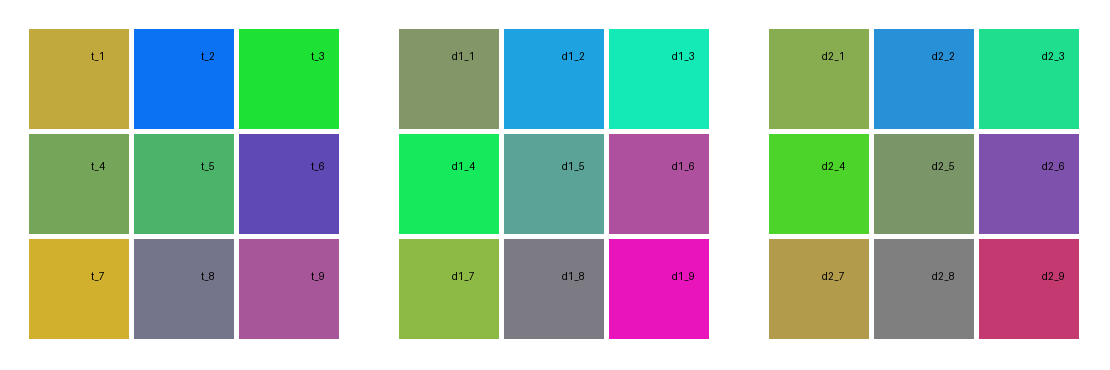 t_1 t_2 t_3 d1_1 d1_2 d1_3 d2_1 d2_2 d2_3
t_4 t_5 t_6 d1_4 d1_5 d1_6 d2_4 d2_5 d2_6
t_7 t_8 t_9 d1_7 d1_8 d1_9 d2_7 d2_8 d2_9